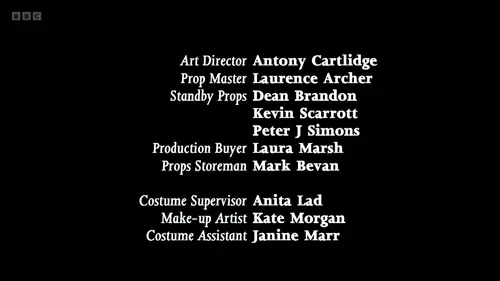 BBC
Art Director Antony Cartlidge
Prop Master Laurence Archer
Standby Props Dean Brandon
Kevin Scarrott
Peter J Simons
Production Buyer Laura Marsh
Props Storeman Mark Bevan
Costume Supervisor Anita Lad
Make-up Artist Kate Morgan
Costume Assistant Janine Marr